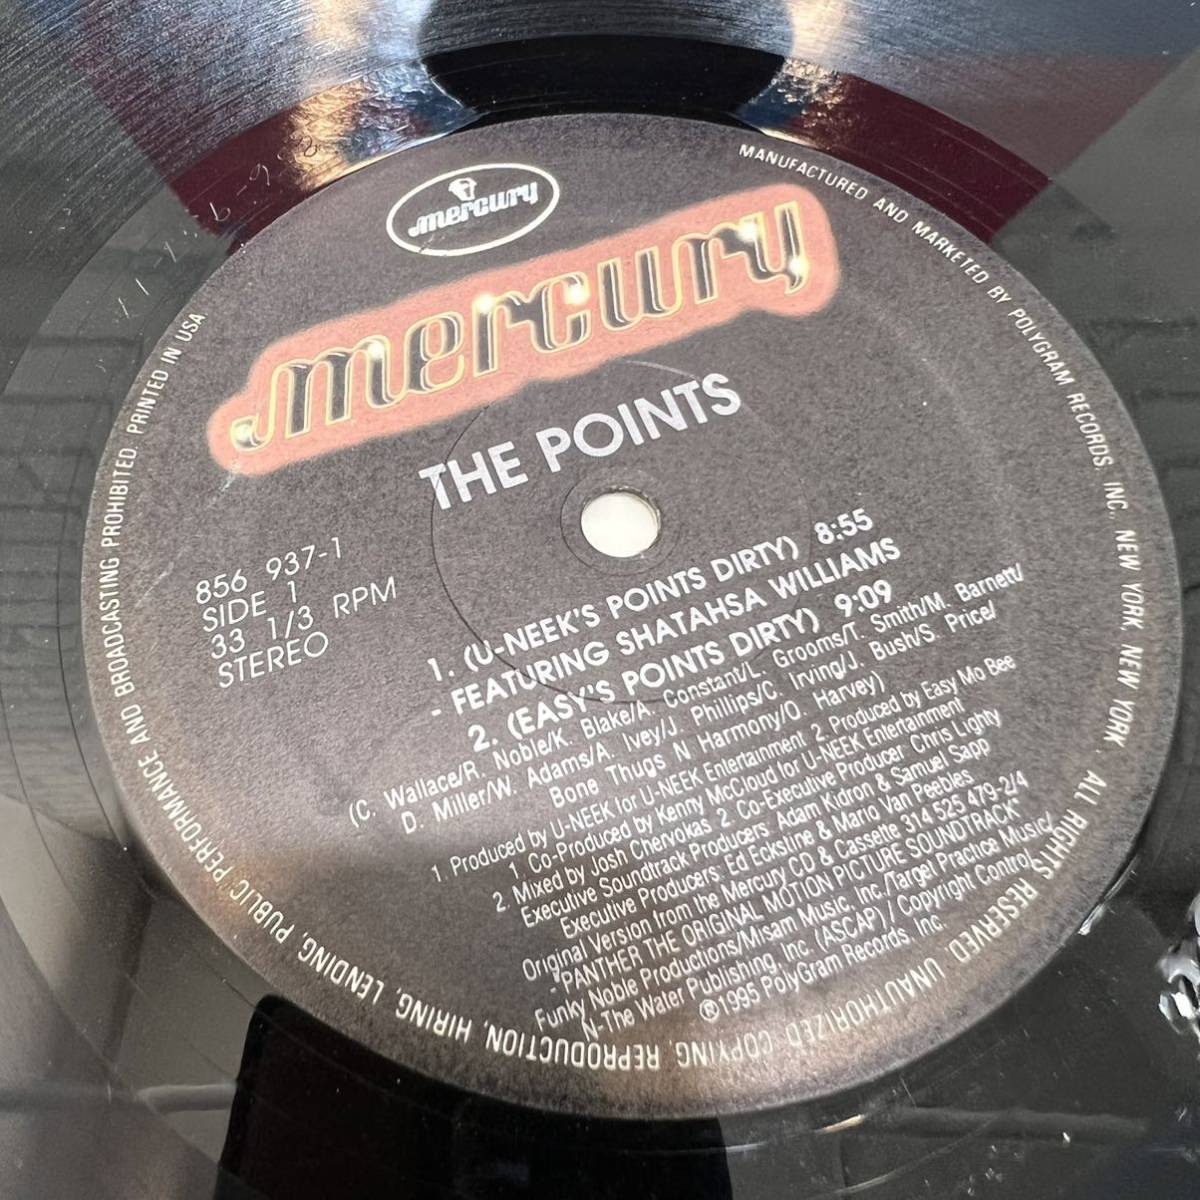 mercury
mercury
THE POINTS
856 937-1
SIDE 1
33 1/3 RPM
STEREO
1. (U-NEEK'S POINTS DIRTY) 8:55
- FEATURING SHATAHSA WILLIAMS
2. (EASY'S POINTS DIRTY) 9:09
(C. Wallace/R. Noble/K. Blake/A. Constant/L. Grooms/T. Smith/M. Barnett/
D. Miller/W. Adams/A. Ivey/J. Phillips/C. Irving/J. Bush/S. Price/
Bone Thugs N Harmony/O. Harvey)
1. Produced by U-NEEK for U-NEEK Entertainment 2. Produced by Easy Mo Bee
1. Co-Produced by Kenny McCloud for U-NEEK Entertainment
2. Mixed by Josh Chervokas 2. Co-Executive Producer Chris Lighty
Executive Soundtrack Producers: Adam Kidron & Samuel Sapp
Executive Producers: Ed Eckstine & Mario Van Peebles
Original Version from the Mercury CD & Cassette 314 525 479-2/4
"PANTHER THE ORIGINAL MOTION PICTURE SOUNDTRACK"
Funky Noble Productions/Misam Music, Inc./Target Practice Music/
N-The Water Publishing, Inc. (ASCAP) / Copyright Control
℗1995 PolyGram Records, Inc.
MANUFACTURED AND MARKETED BY POLYGRAM RECORDS, INC., NEW YORK, NEW YORK. ALL RIGHTS RESERVED. UNAUTHORIZED COPYING, REPRODUCTION, HIRING, LENDING, PUBLIC PERFORMANCE AND BROADCASTING PROHIBITED. PRINTED IN USA